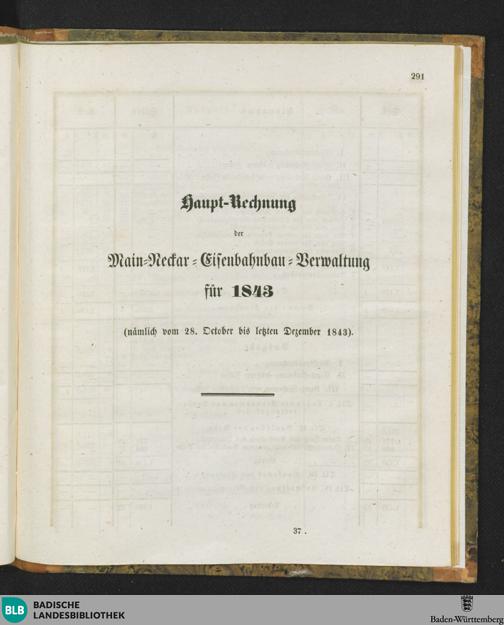 291
Haupt-Rechnung
der
Main-Neckar-Eisenbahnbau-Verwaltung
für 1843
(nämlich vom 28. October bis letzten Dezember 1843).
37.
BLB BADISCHE
LANDESBIBLIOTHEK
Baden-Württemberg